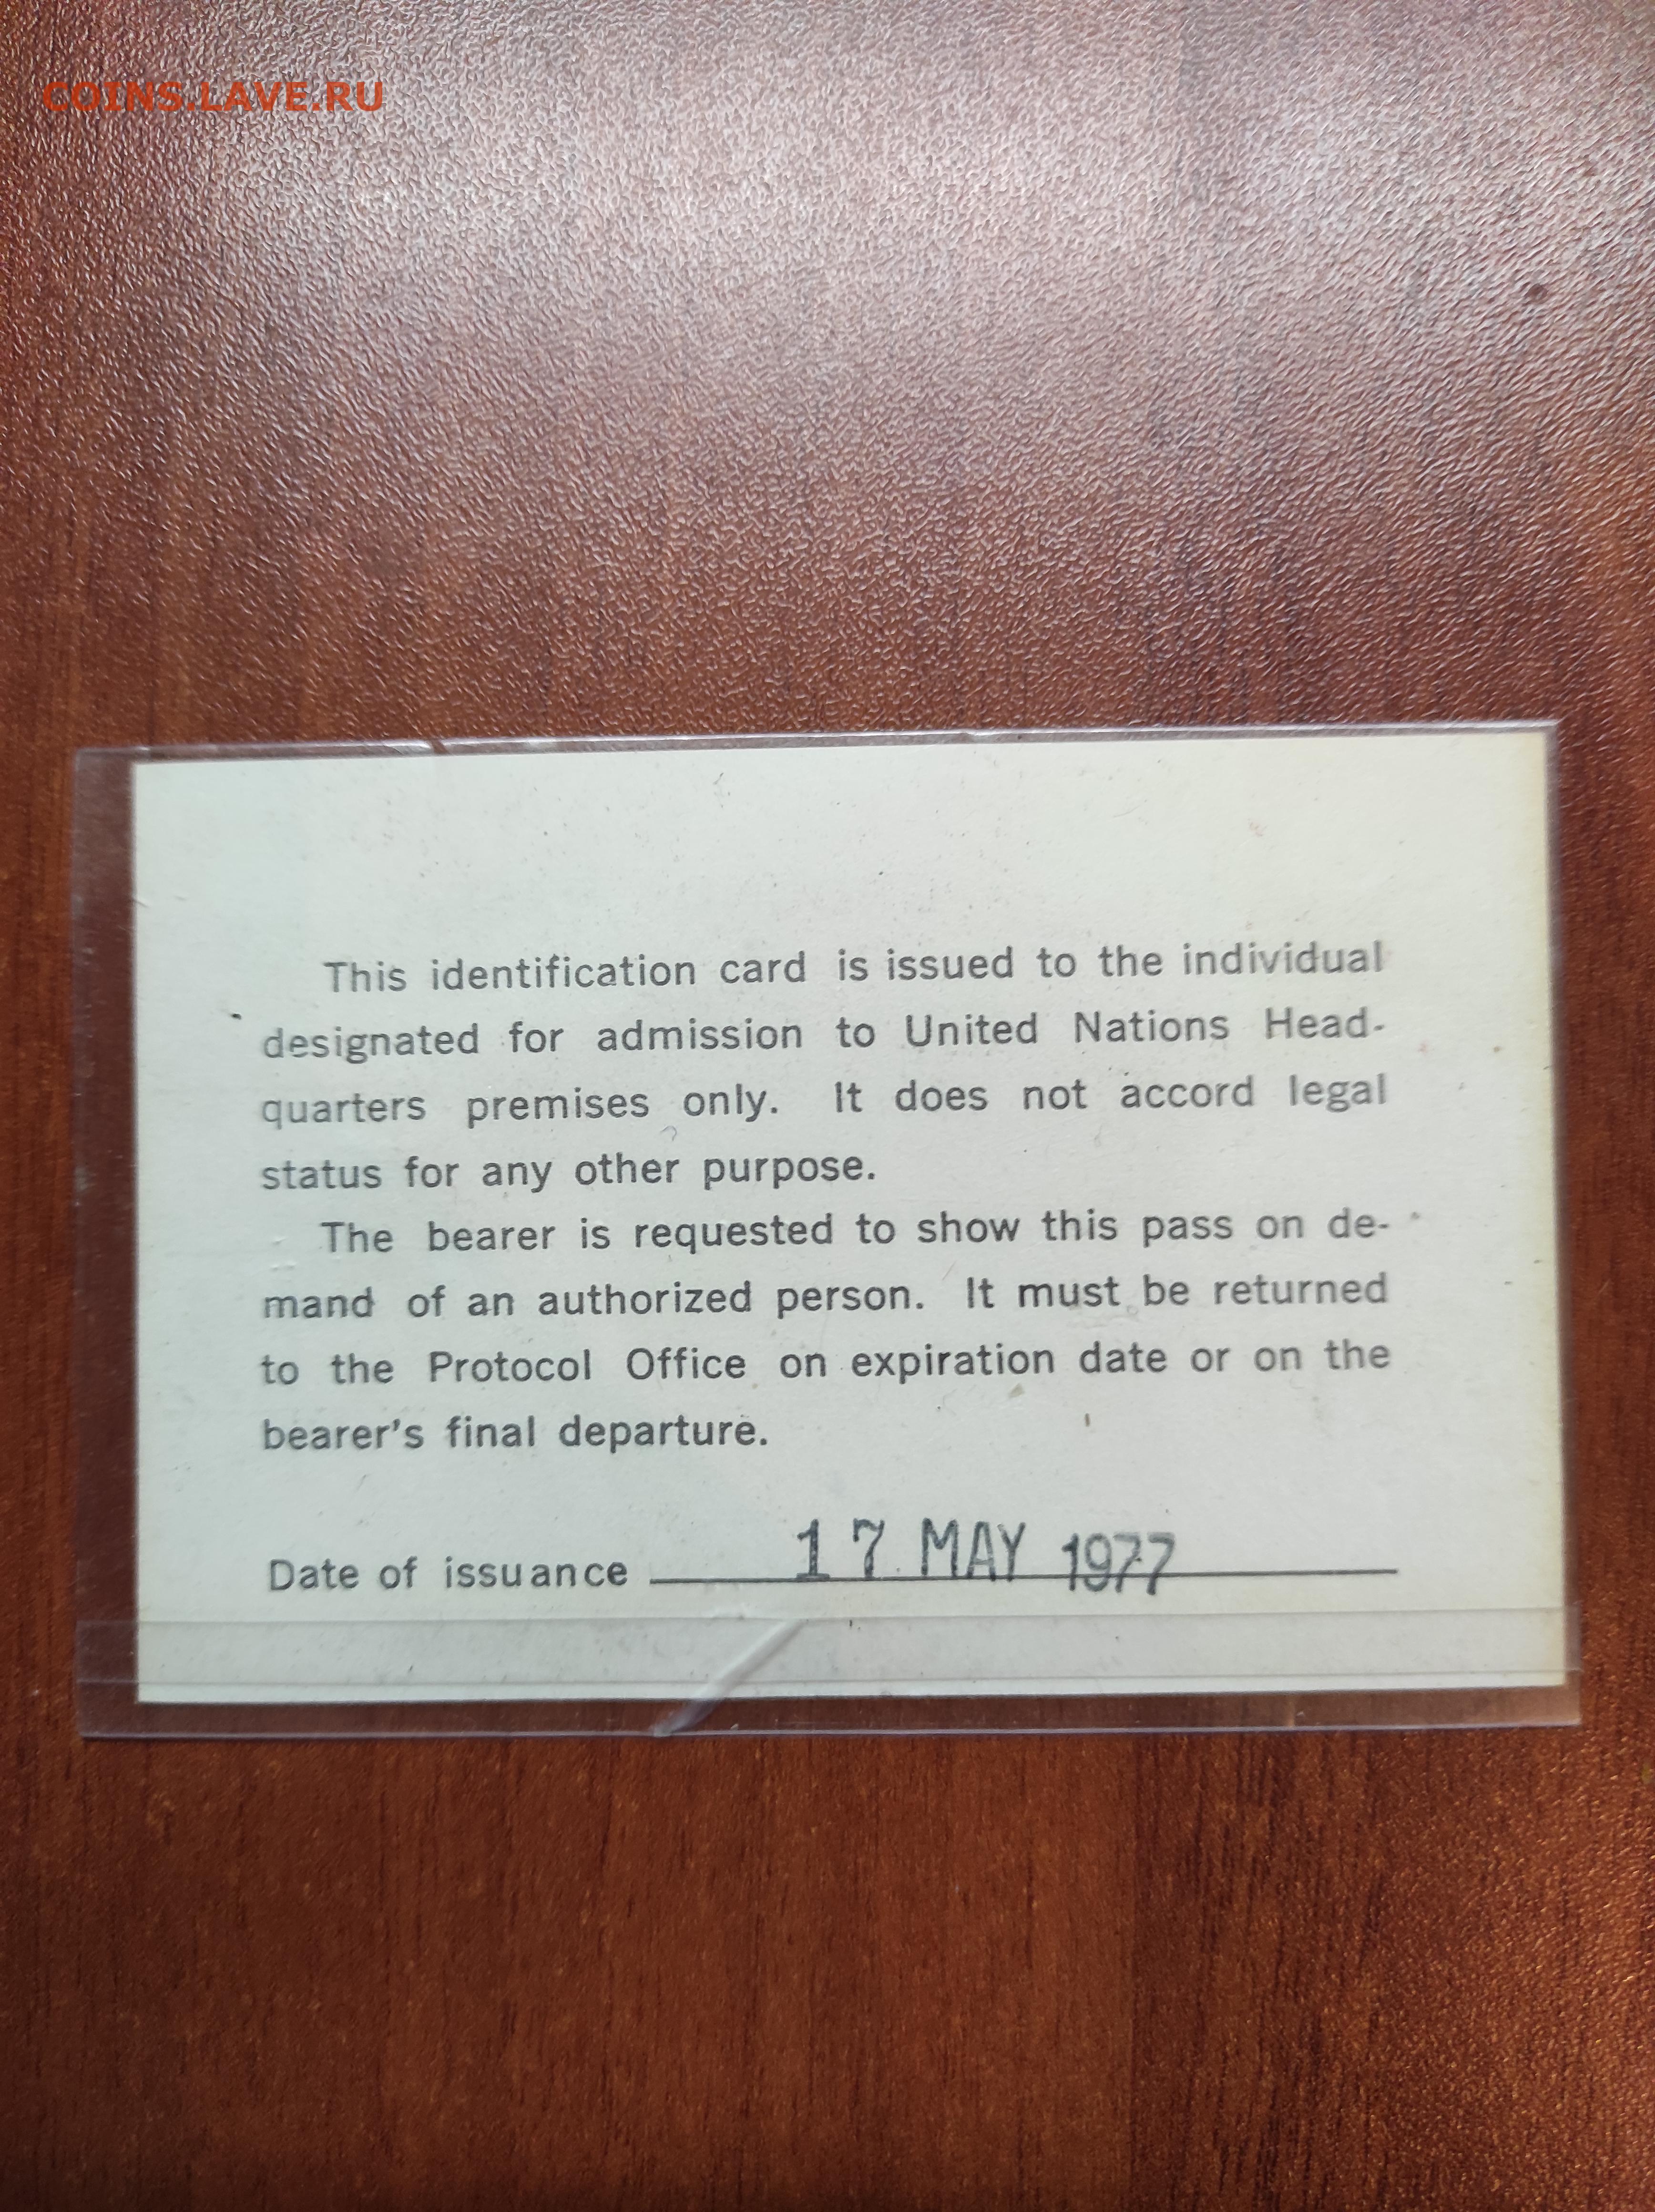 COINS.LAVE.RU
This identification card is issued to the individual
designated for admission to United Nations Head-
quarters premises only. It does not accord legal
status for any other purpose.
The bearer is requested to show this pass on de-
mand of an authorized person. It must be returned
to the Protocol Office on expiration date or on the
bearer's final departure.
Date of issuance 17 MAY 1977